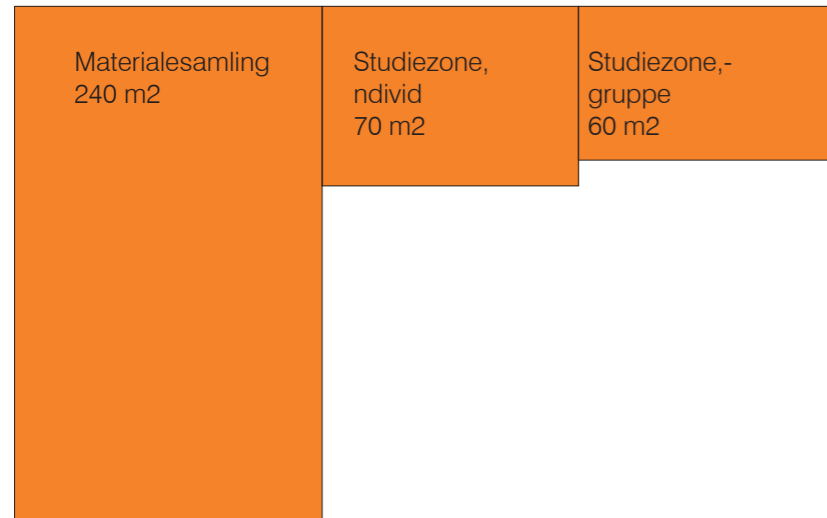 Materialesamling
240 m2
Studiezone,
ndivid
70 m2
Studiezone,-
gruppe
60 m2